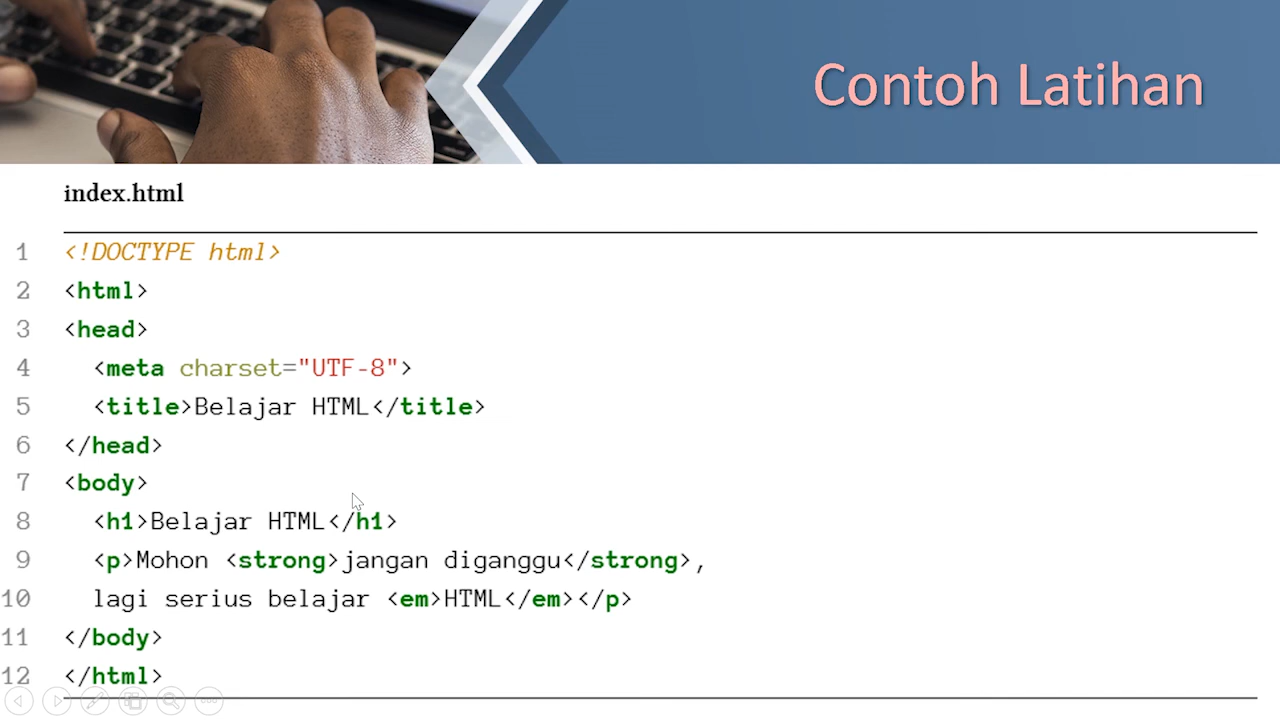 Contoh Latihan
index.html
1 <!DOCTYPE html>
2 <html>
3 <head>
4 <meta charset="UTF-8">
5 <title>Belajar HTML</title>
6 </head>
7 <body>
8 <h1>Belajar HTML</h1>
9 <p>Mohon <strong>jangan diganggu</strong>,
10 lagi serius belajar <em>HTML</em></p>
11 </body>
12 </html>